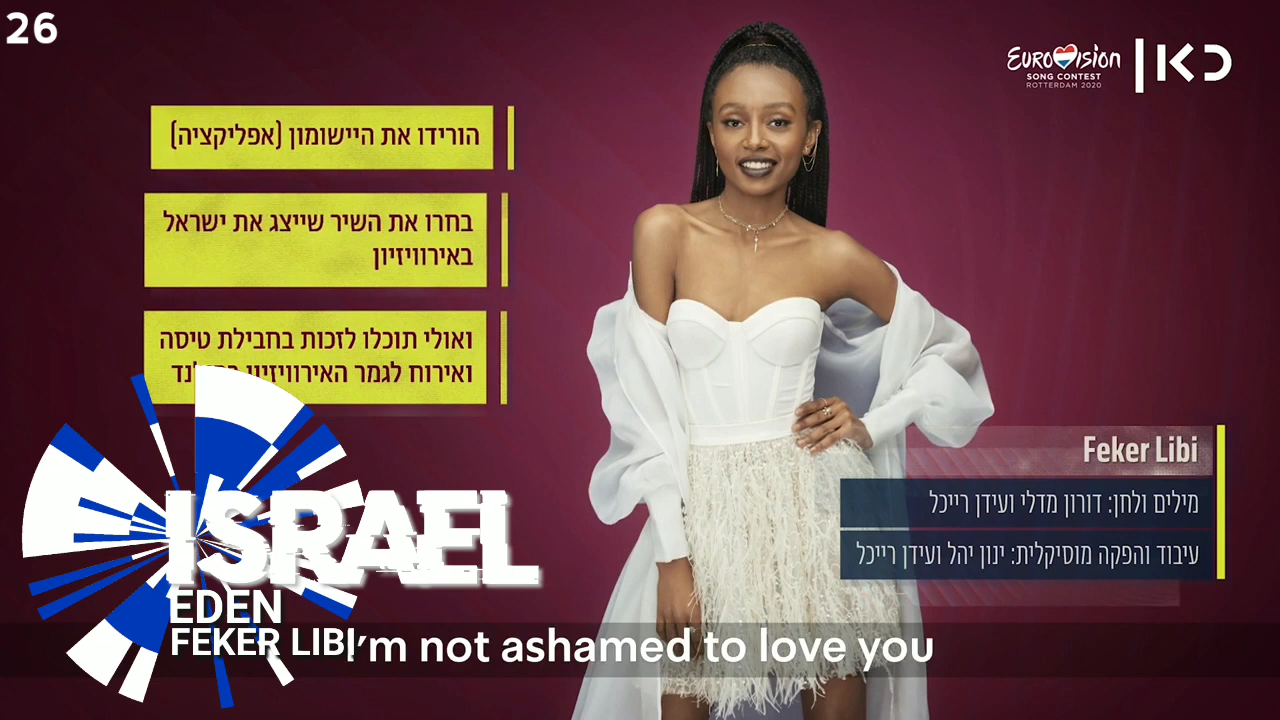 26
EUROVISION
SONG CONTEST
ROTTERDAM 2020
כאן
הורידו את היישומון (אפליקציה)
בחרו את השיר שייצג את ישראל
באירוויזיון
ואולי תוכלו לזכות בחבילת טיסה
ואירוח לגמר האירוויזיון
Feker Libi
מילים ולחן: דורון מדלי ועידן רייכל
עיבוד והפקה מוסיקלית: ינון יהל ועידן רייכל
ISRAEL
EDEN
FEKER LIBI
I'm not ashamed to love you